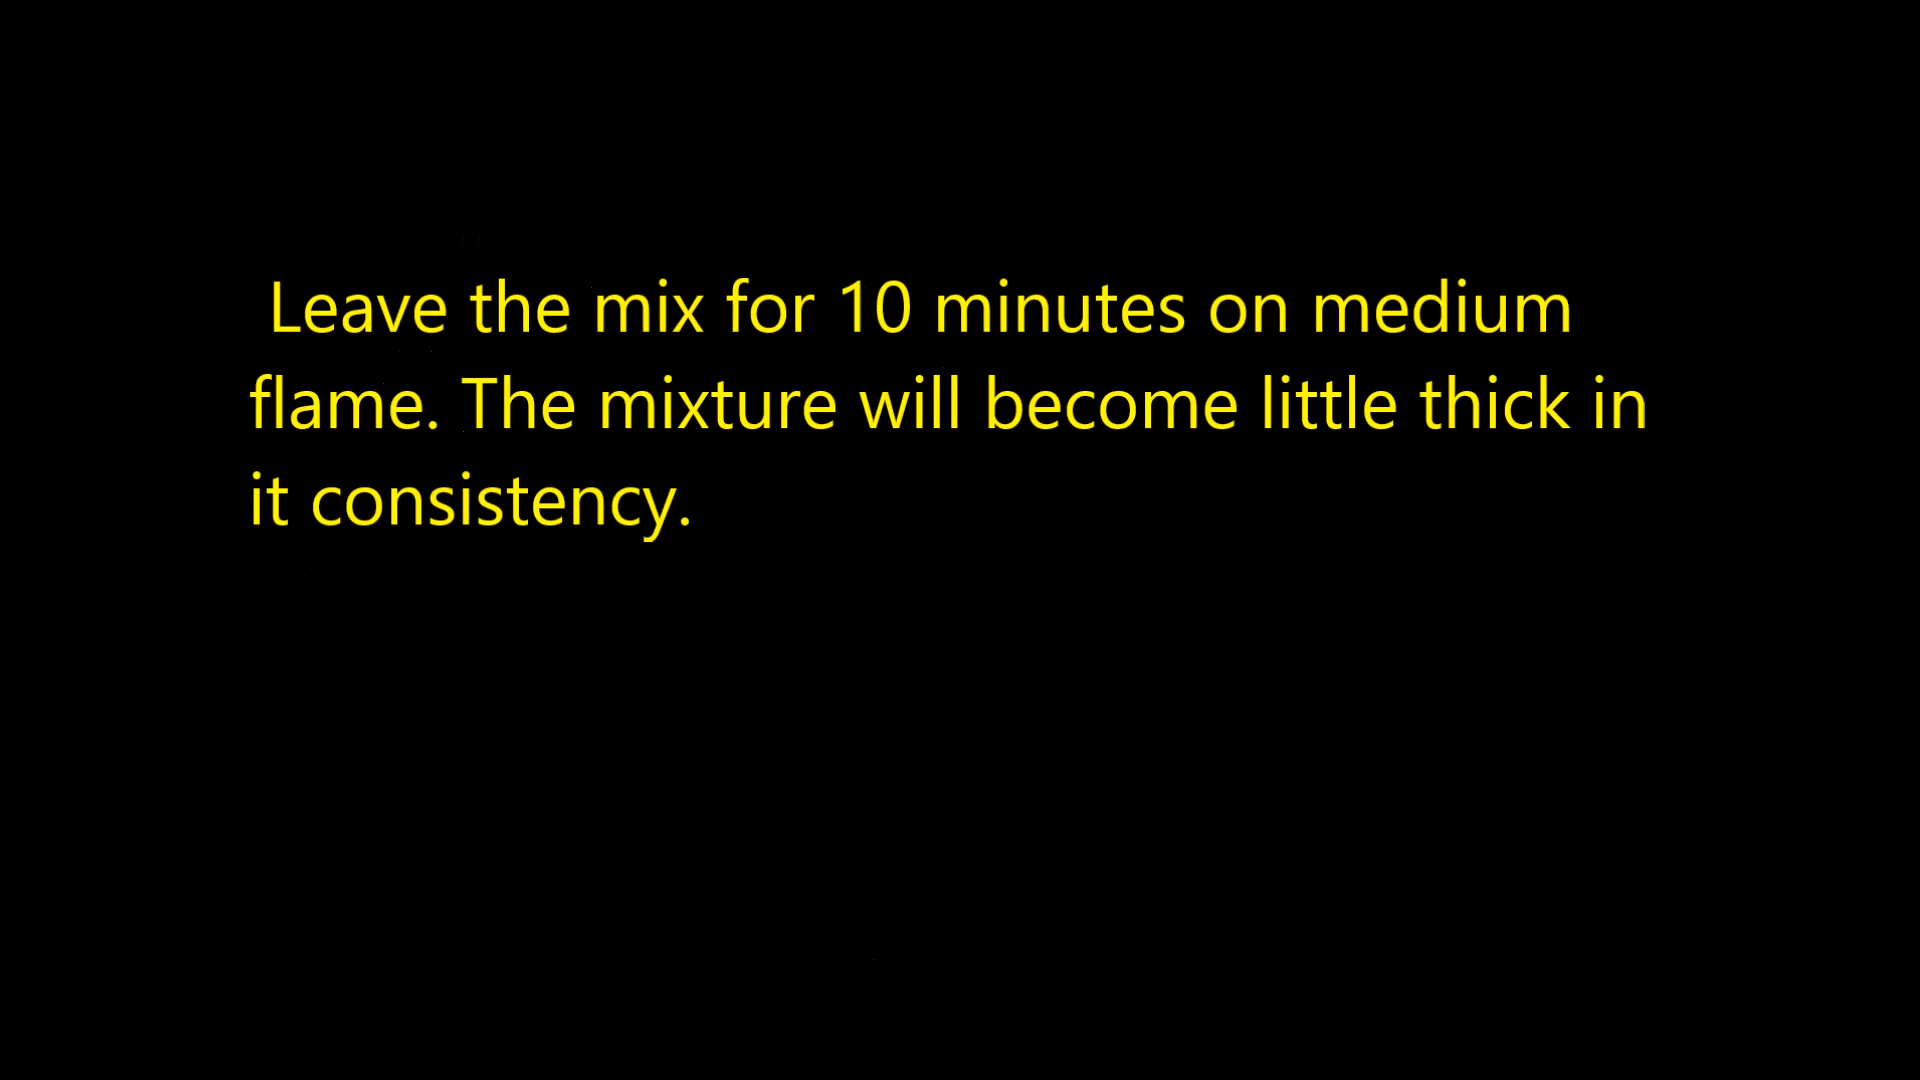 Leave the mix for 10 minutes on medium
flame. The mixture will become little thick in
it consistency.